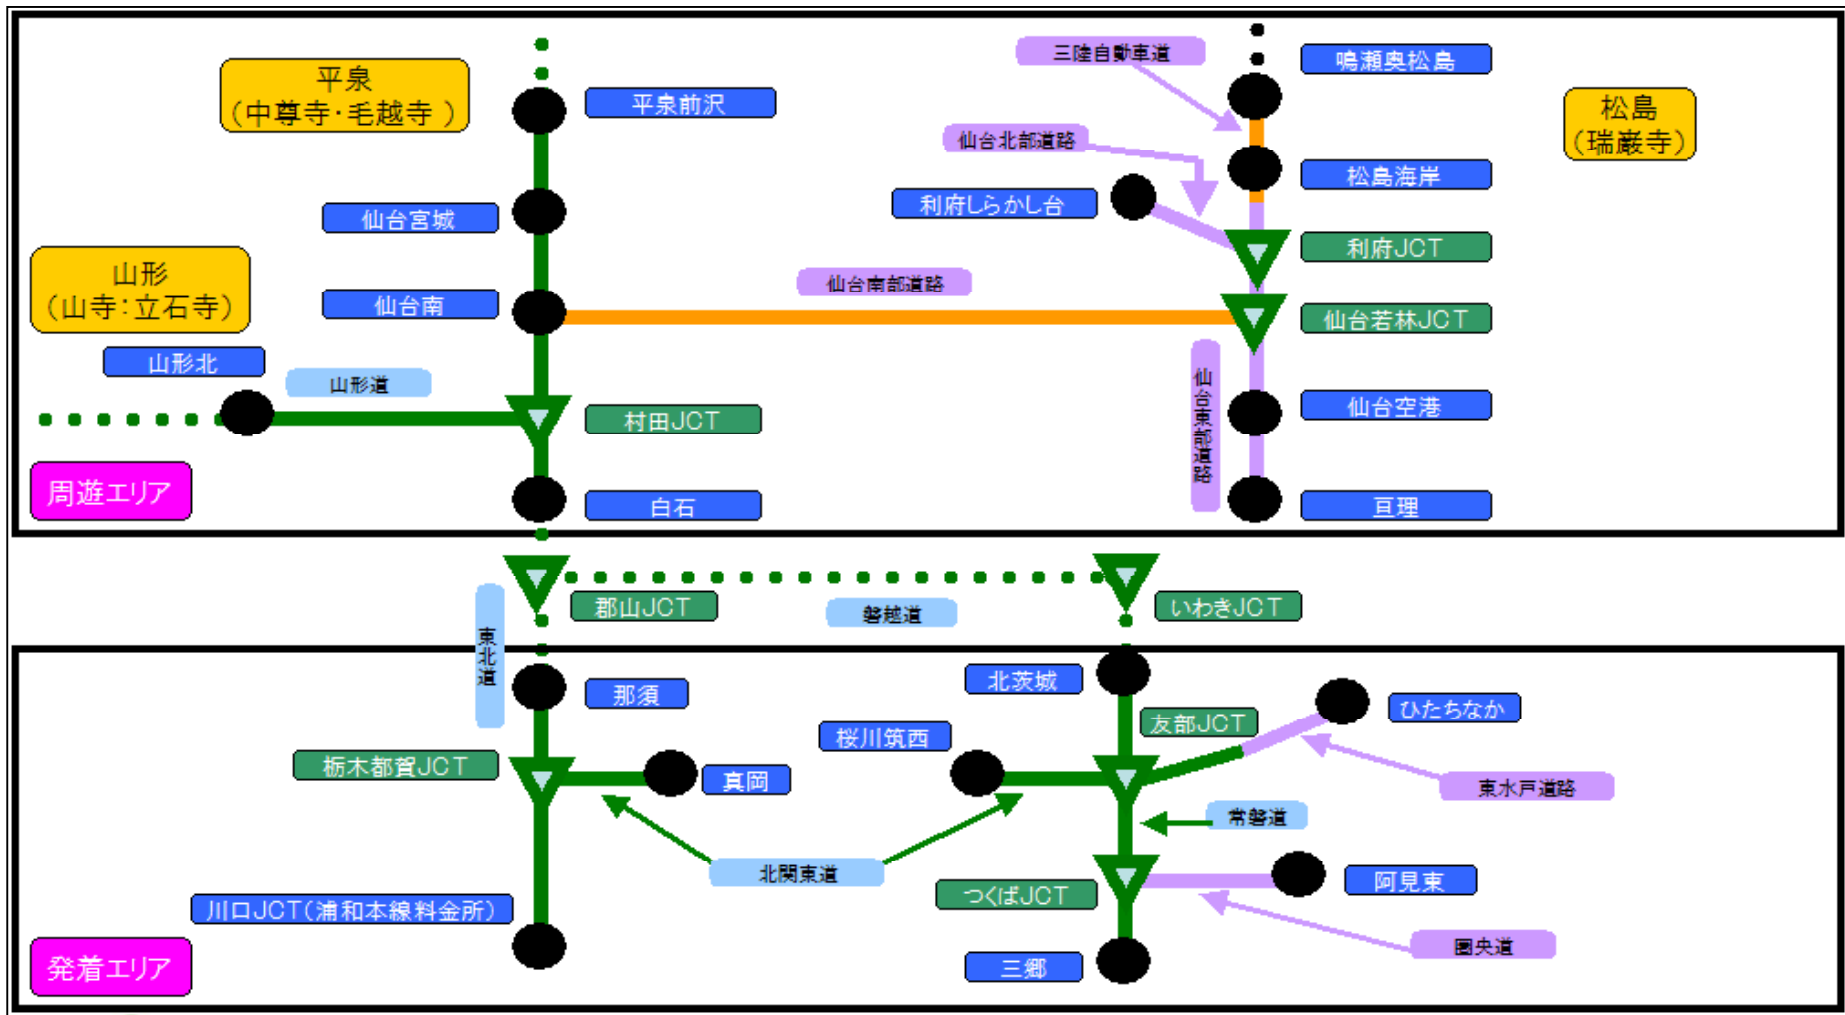 三陸自動車道
鳴瀬奥松島
平泉
（中尊寺・毛越寺 ）
平泉前沢
松島
（瑞巌寺）
仙台北部道路
松島海岸
利府しらかし台
仙台宮城
利府JCT
山形
（山寺：立石寺）
仙台南部道路
仙台南
仙台若林JCT
山形北
山形道
仙台東部道路
仙台空港
村田JCT
周遊エリア
白石
亘理
郡山JCT
いわきJCT
磐越道
東北道
北茨城
那須
ひたちなか
友部JCT
桜川筑西
栃木都賀JCT
真岡
東水戸道路
常磐道
北関東道
阿見東
つくばJCT
川口JCT（浦和本線料金所）
圏央道
発着エリア
三郷